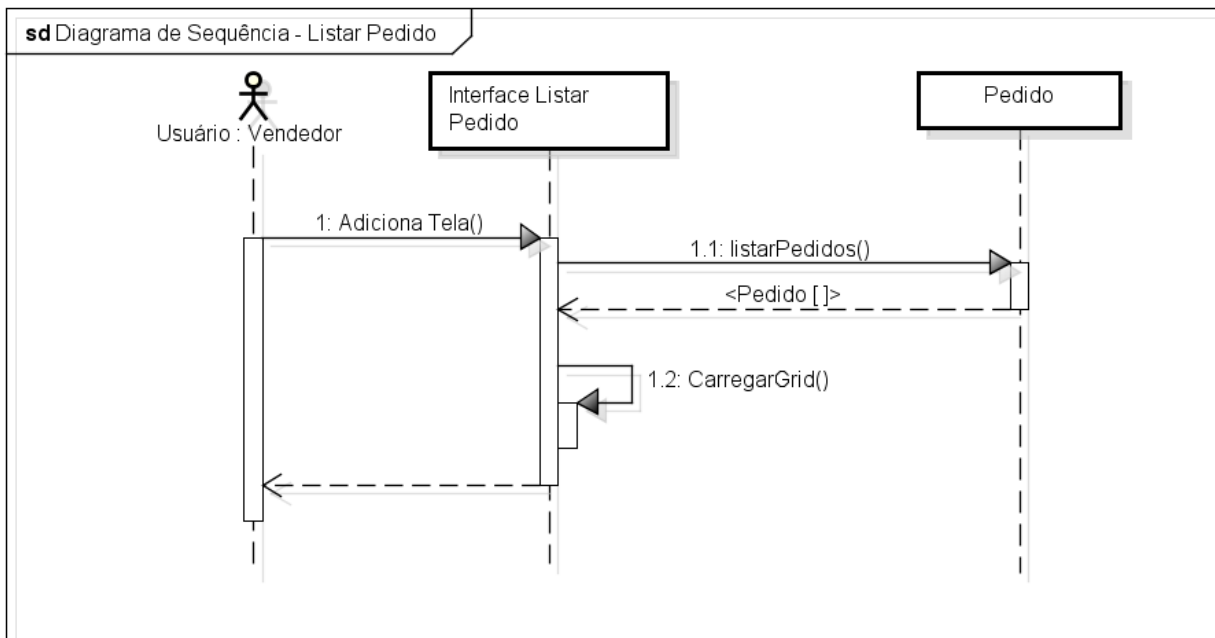 sd Diagrama de Sequência - Listar Pedido
Usuário : Vendedor
Interface Listar
Pedido
Pedido
1: Adiciona Tela()
1.1: listarPedidos()
<Pedido [ ]>
1.2: CarregarGrid()